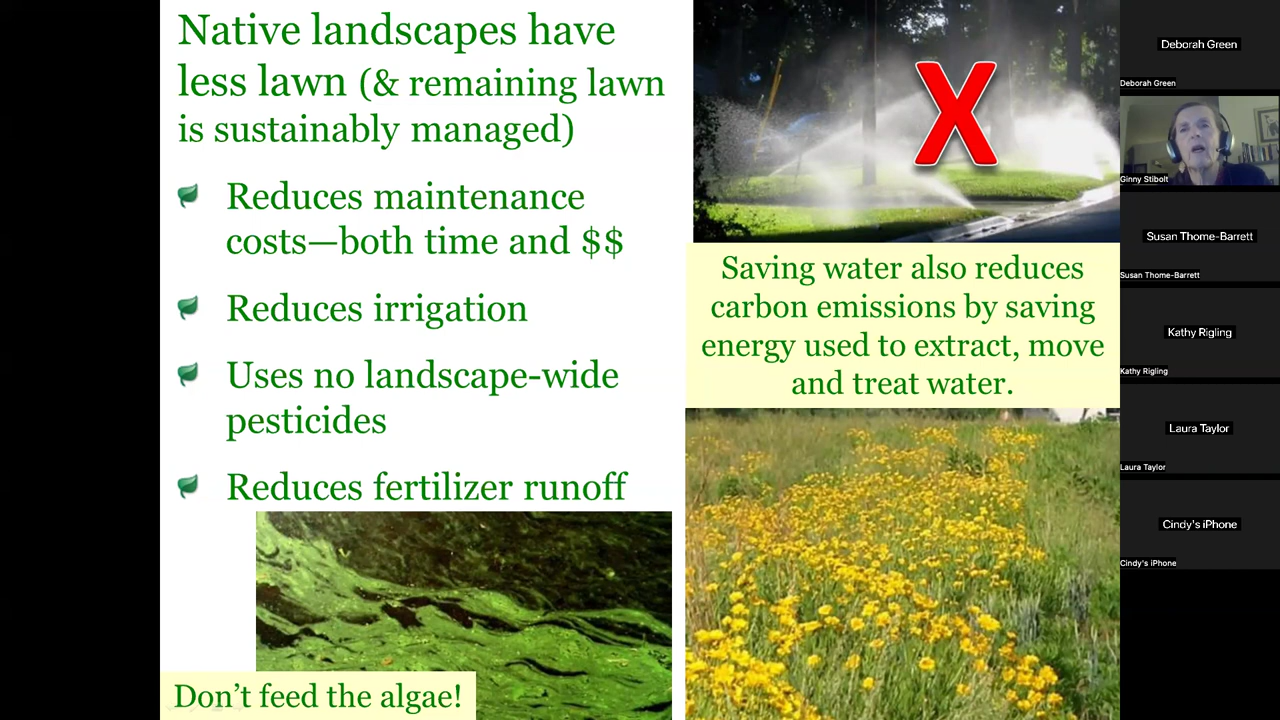 Native landscapes have
less lawn (& remaining lawn
is sustainably managed)
Reduces maintenance
costs—both time and $$
Reduces irrigation
Uses no landscape-wide
pesticides
Reduces fertilizer runoff
Don't feed the algae!
X
Saving water also reduces
carbon emissions by saving
energy used to extract, move
and treat water.
Deborah Green
Deborah Green
Ginny Stibolt
Susan Thome-Barrett
Susan Thome-Barrett
Kathy Rigling
Kathy Rigling
Laura Taylor
Laura Taylor
Cindy's iPhone
Cindy's iPhone